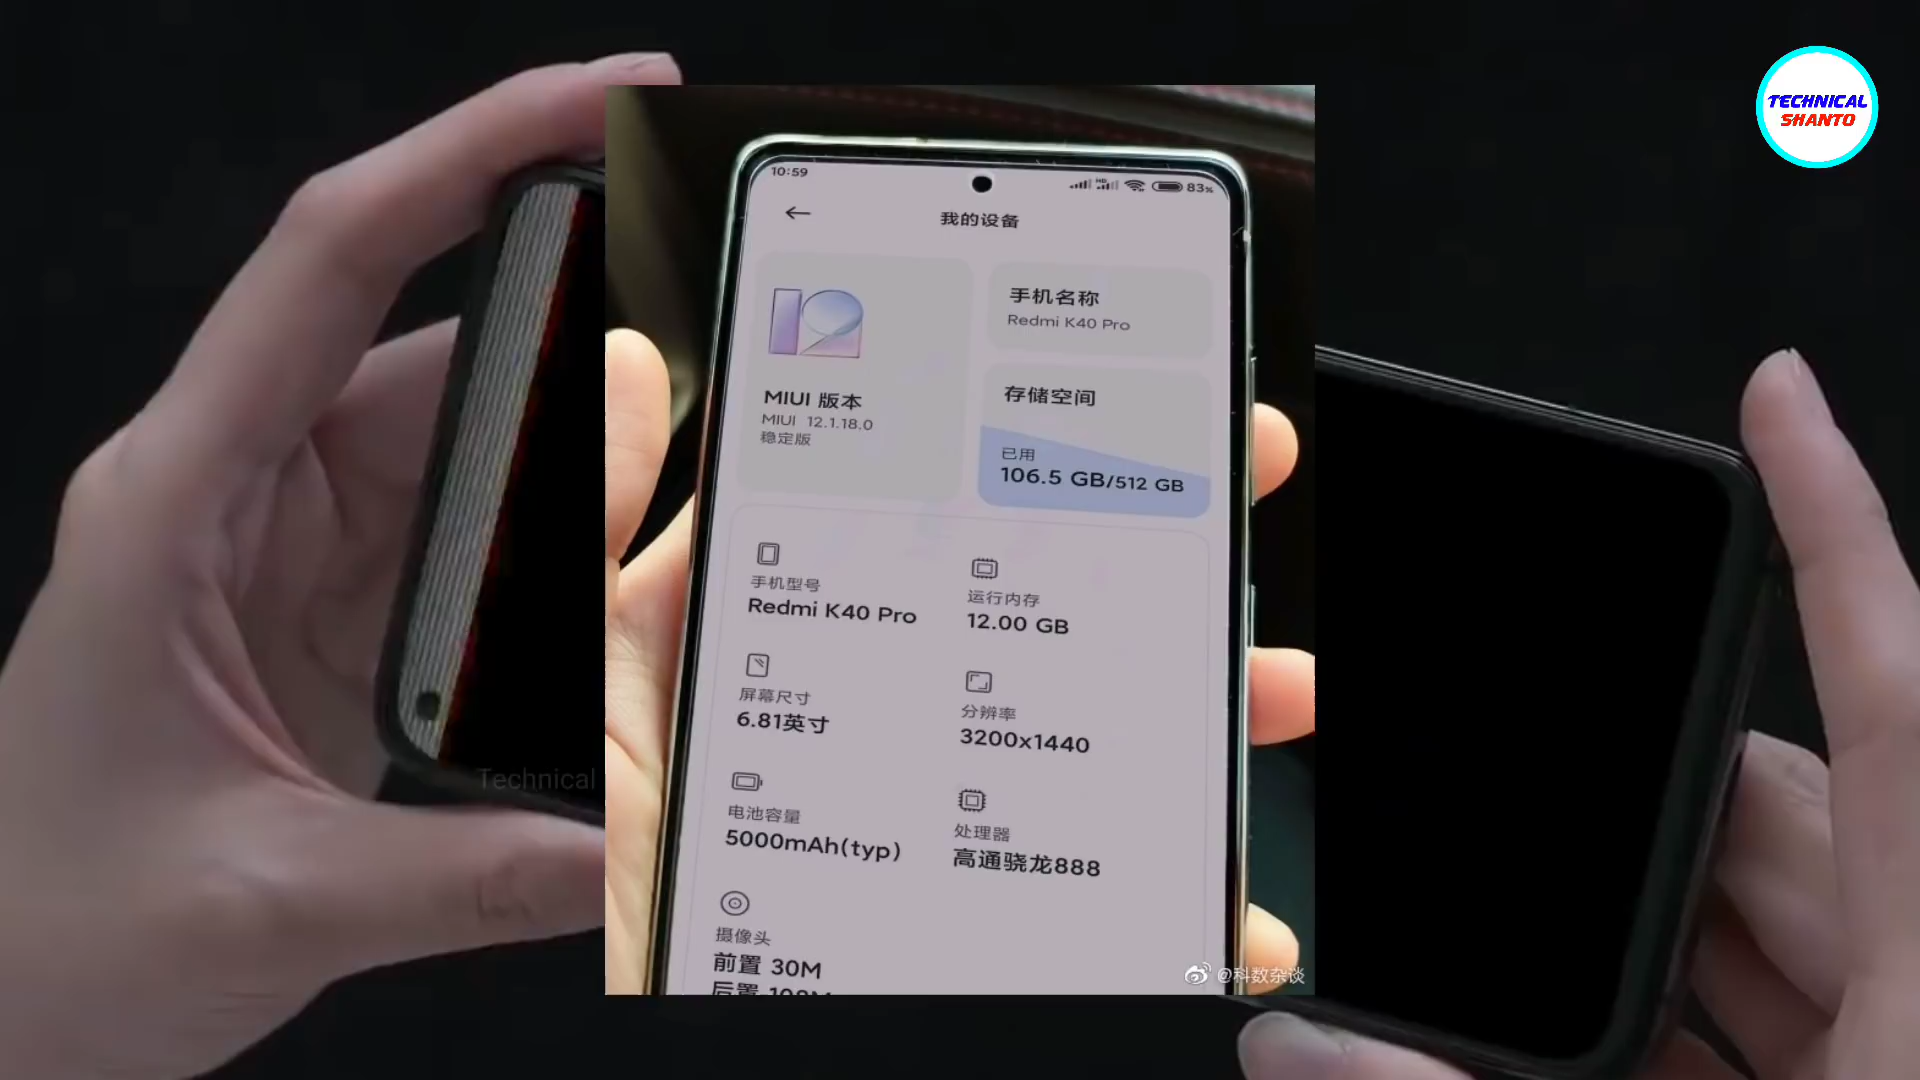 TECHNICAL
SHANTO
10:59
83%
我的设备
手机名称
Redmi K40 Pro
MIUI 版本
MIUI 12.1.18.0
稳定版
存储空间
已用
106.5 GB/512 GB
手机型号
Redmi K40 Pro
运行内存
12.00 GB
屏幕尺寸
6.81英寸
分辨率
3200x1440
电池容量
5000mAh(typ)
处理器
高通骁龙888
摄像头
前置 30M
后置 108M
@科数杂谈
Technical